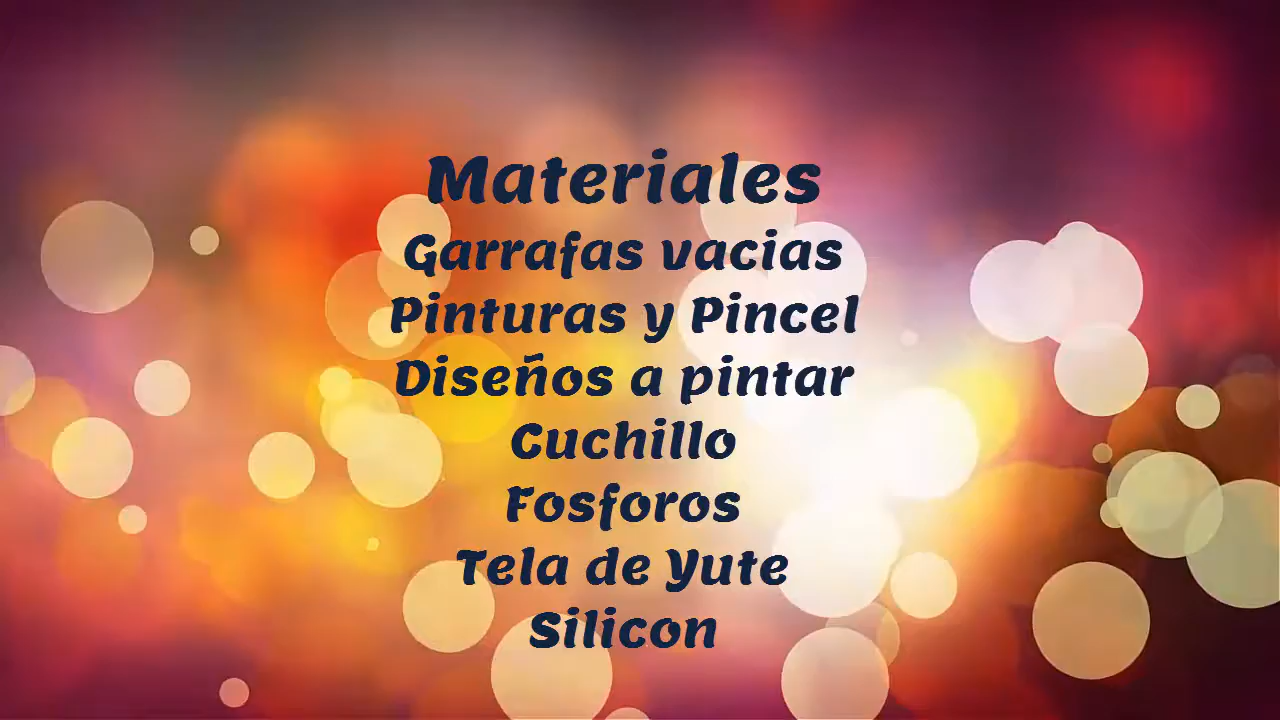 Materiales
Garrafas vacias
Pinturas y Pincel
Diseños a pintar
Cuchillo
Fosforos
Tela de Yute
Silicon